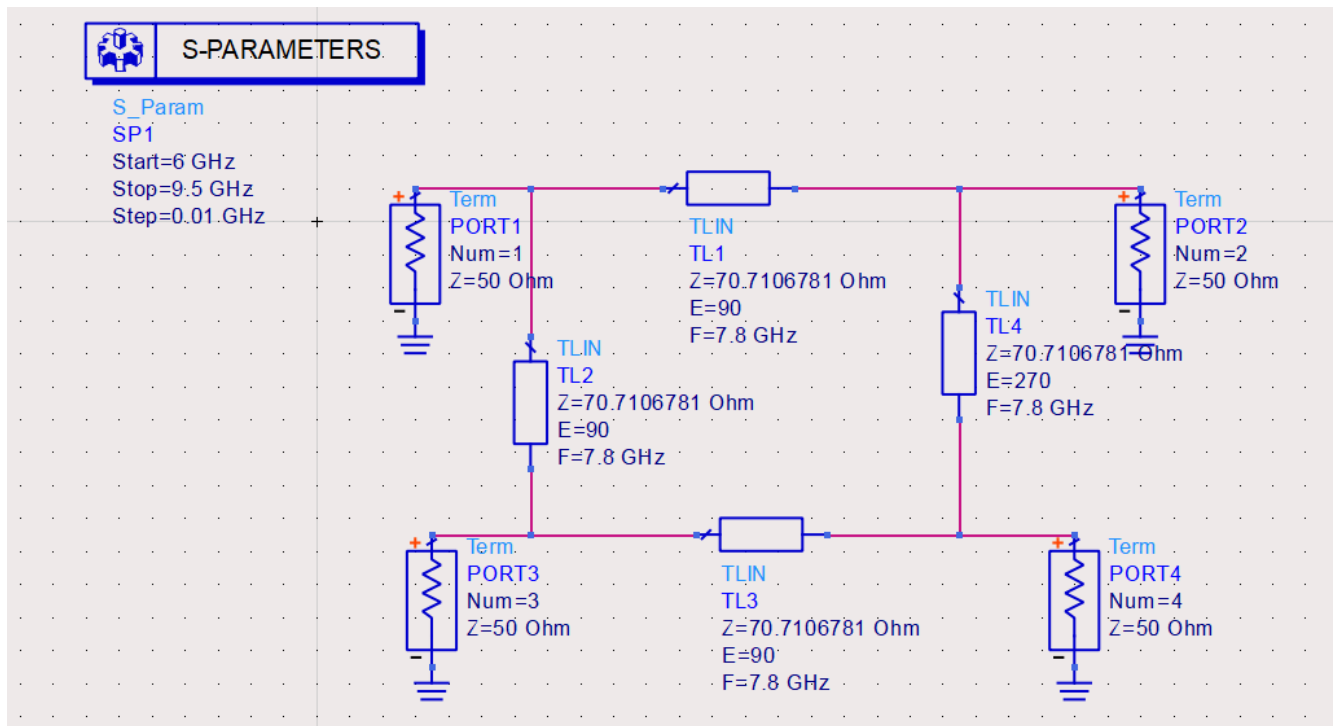 S-PARAMETERS
S_Param
SP1
Start=6 GHz
Stop=9.5 GHz
Step=0.01 GHz
+
Term
PORT1
Num=1
Z=50 Ohm
-
TLIN
TL1
Z=70.7106781 Ohm
E=90
F=7.8 GHz
+
Term
PORT2
Num=2
Z=50 Ohm
-
TLIN
TL2
Z=70.7106781 Ohm
E=90
F=7.8 GHz
TLIN
TL4
Z=70.7106781 Ohm
E=270
F=7.8 GHz
+
Term
PORT3
Num=3
Z=50 Ohm
-
TLIN
TL3
Z=70.7106781 Ohm
E=90
F=7.8 GHz
+
Term
PORT4
Num=4
Z=50 Ohm
-